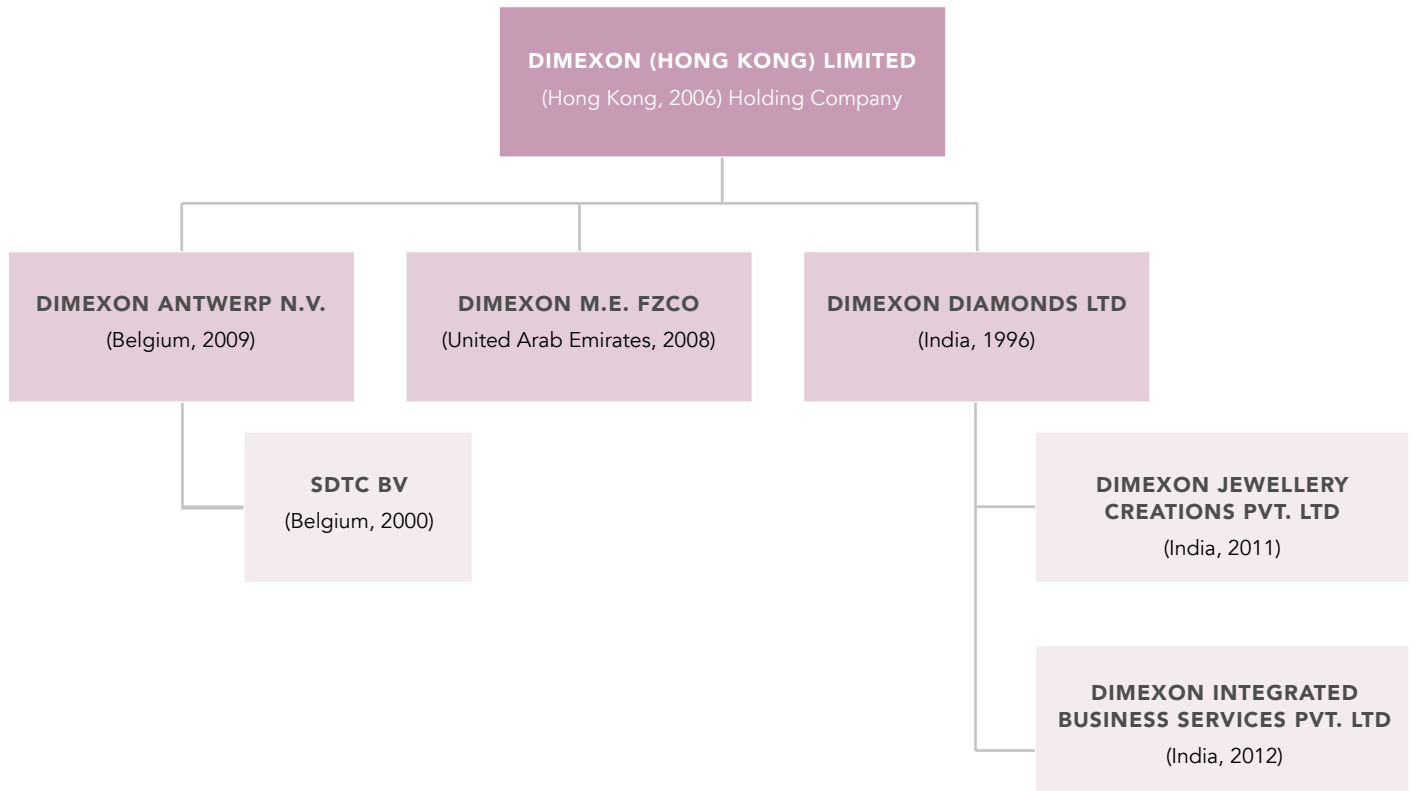 DIMEXON (HONG KONG) LIMITED
(Hong Kong, 2006) Holding Company
DIMEXON ANTWERP N.V.
(Belgium, 2009)
DIMEXON M.E. FZCO
(United Arab Emirates, 2008)
DIMEXON DIAMONDS LTD
(India, 1996)
SDTC BV
(Belgium, 2000)
DIMEXON JEWELLERY
CREATIONS PVT. LTD
(India, 2011)
DIMEXON INTEGRATED
BUSINESS SERVICES PVT. LTD
(India, 2012)